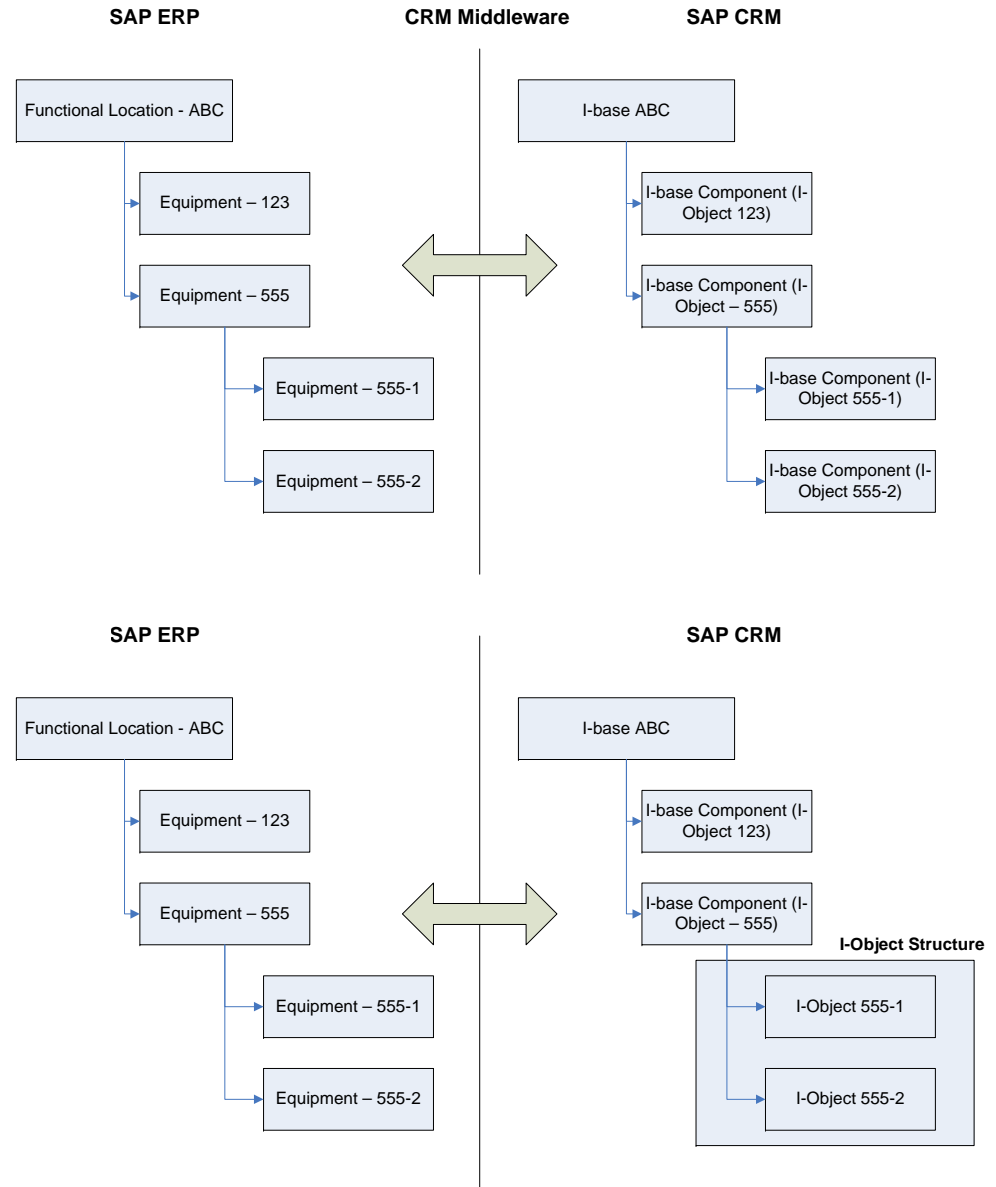 SAP ERP
CRM Middleware
SAP CRM
Functional Location - ABC
I-base ABC
Equipment – 123
I-base Component (I-
Object 123)
Equipment – 555
I-base Component (I-
Object – 555)
Equipment – 555-1
I-base Component (I-
Object 555-1)
Equipment – 555-2
I-base Component (I-
Object 555-2)
SAP ERP
SAP CRM
Functional Location - ABC
I-base ABC
Equipment – 123
I-base Component (I-
Object 123)
Equipment – 555
I-base Component (I-
Object – 555)
I-Object Structure
Equipment – 555-1
I-Object 555-1
Equipment – 555-2
I-Object 555-2